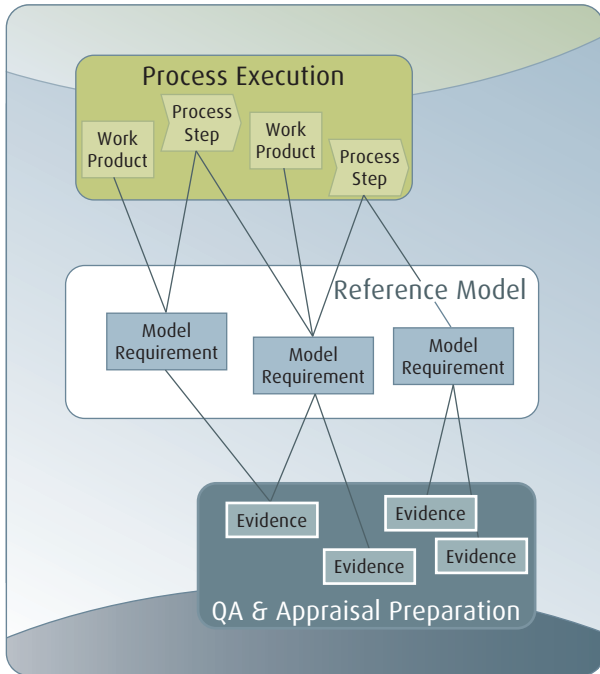 Process Execution
Work
Product
Process
Step
Work
Product
Process
Step
Reference Model
Model
Requirement
Model
Requirement
Model
Requirement
Evidence
Evidence
Evidence
Evidence
QA & Appraisal Preparation